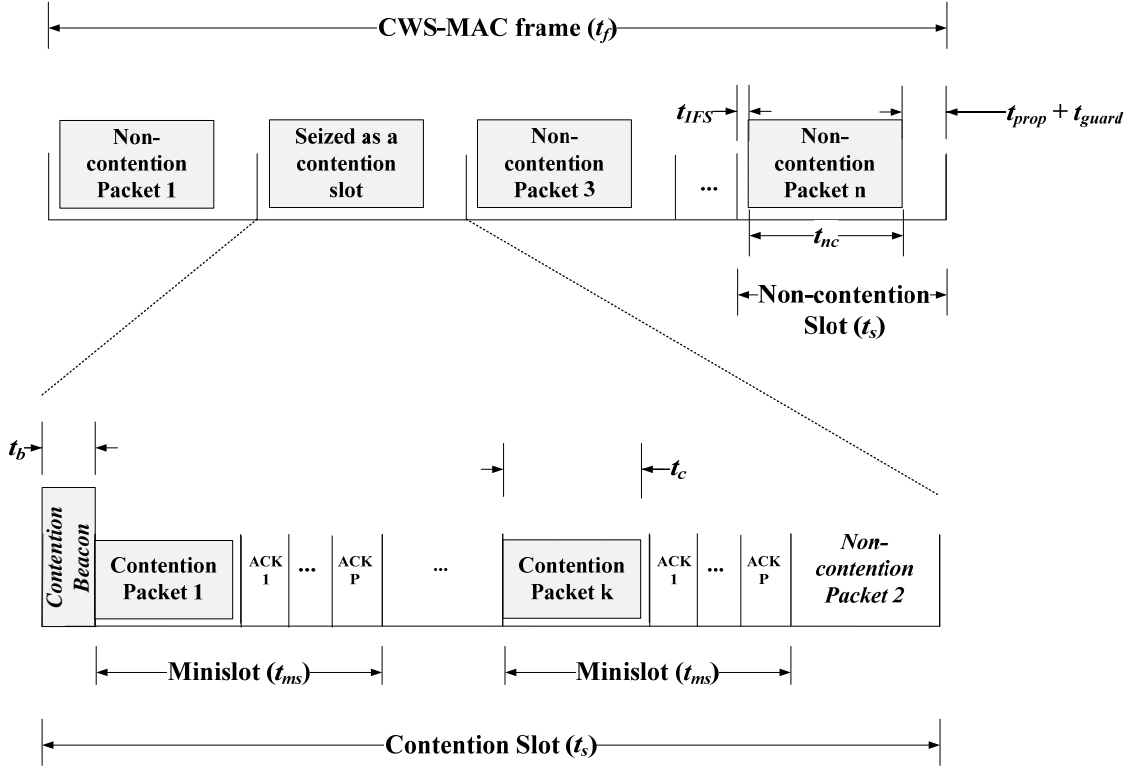 CWS-MAC frame (tf)
tIFS
tprop + tguard
Non-
contention
Packet 1
Seized as a
contention
slot
Non-
contention
Packet 3
...
Non-
contention
Packet n
tnc
Non-contention
Slot (ts)
tb
tc
Contention
Beacon
Contention
Packet 1
ACK
1
...
ACK
P
...
Contention
Packet k
ACK
1
...
ACK
P
Non-
contention
Packet 2
Minislot (tms)
Minislot (tms)
Contention Slot (ts)